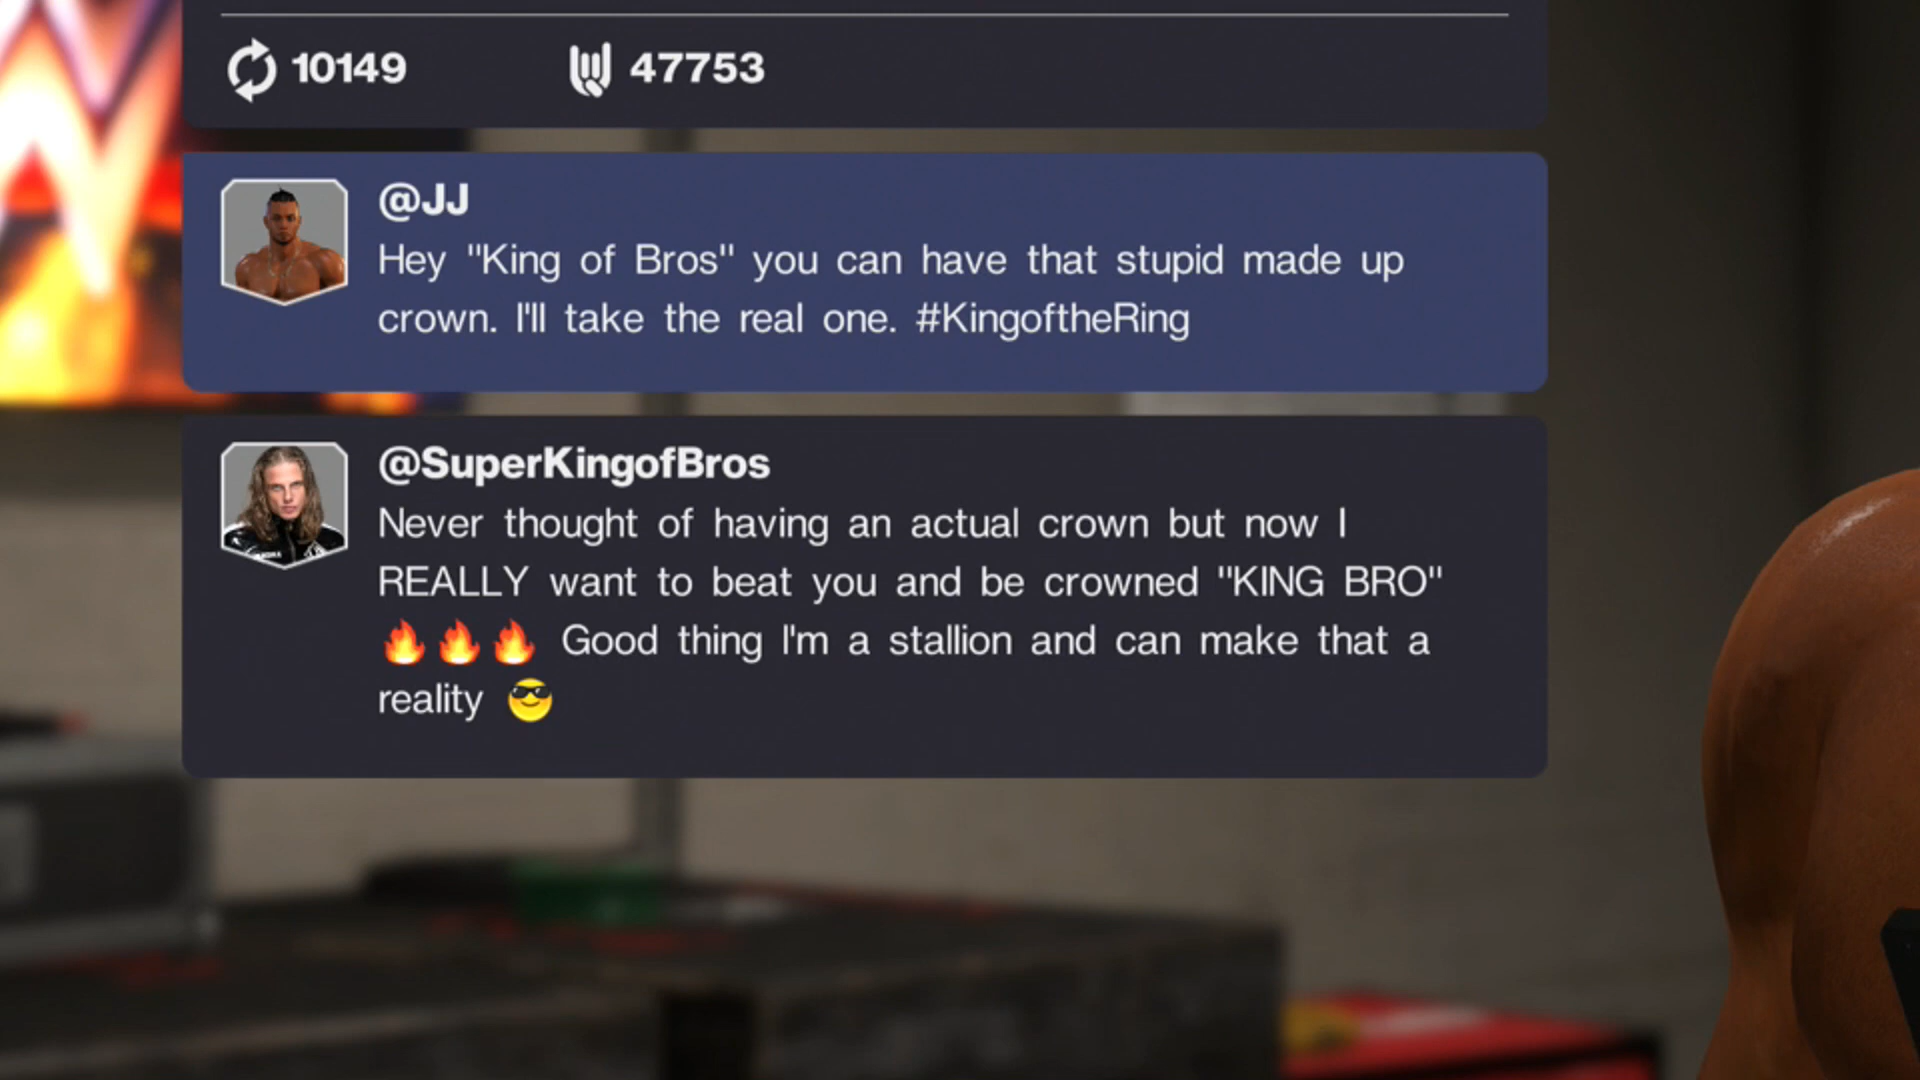 10149 47753
@JJ
Hey "King of Bros" you can have that stupid made up
crown. I'll take the real one. #KingoftheRing
@SuperKingofBros
Never thought of having an actual crown but now I
REALLY want to beat you and be crowned "KING BRO"
🔥🔥🔥 Good thing I'm a stallion and can make that a
reality 😎